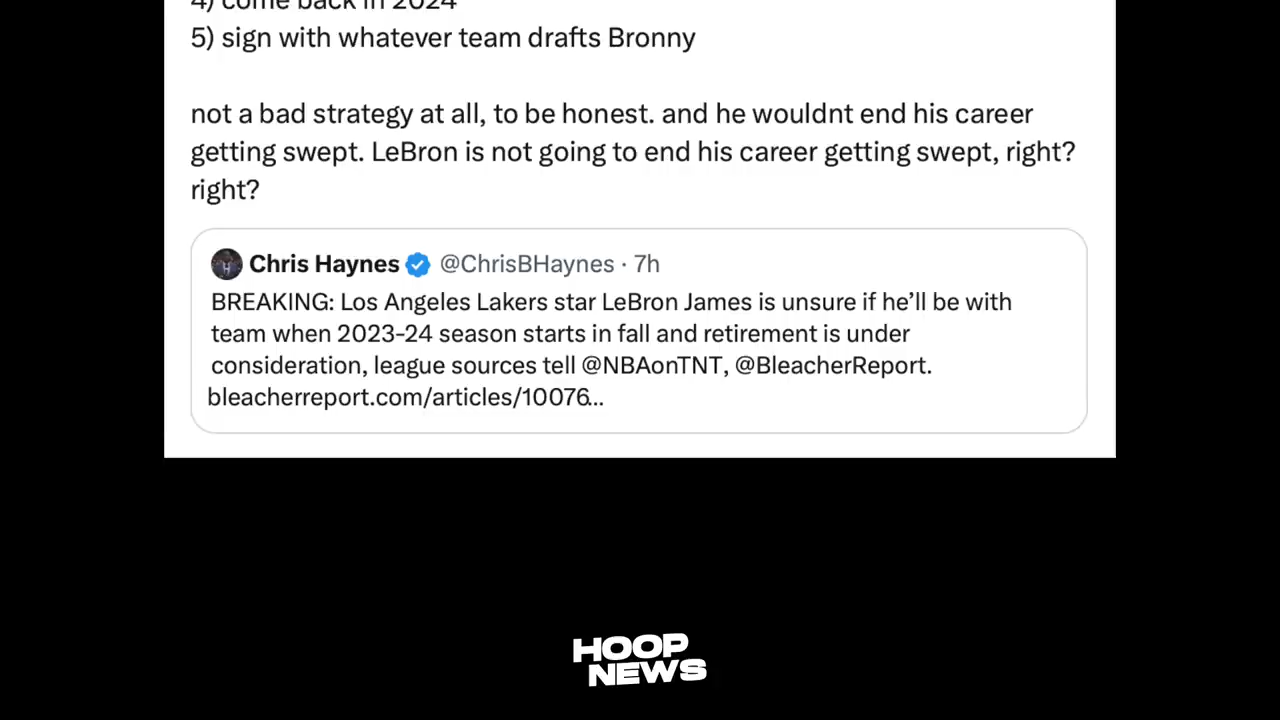 4) come back in 2024
5) sign with whatever team drafts Bronny
not a bad strategy at all, to be honest. and he wouldnt end his career
getting swept. LeBron is not going to end his career getting swept, right?
right?
Chris Haynes @ChrisBHaynes · 7h
BREAKING: Los Angeles Lakers star LeBron James is unsure if he’ll be with
team when 2023-24 season starts in fall and retirement is under
consideration, league sources tell @NBAonTNT, @BleacherReport.
bleacherreport.com/articles/10076...
HOOP
NEWS